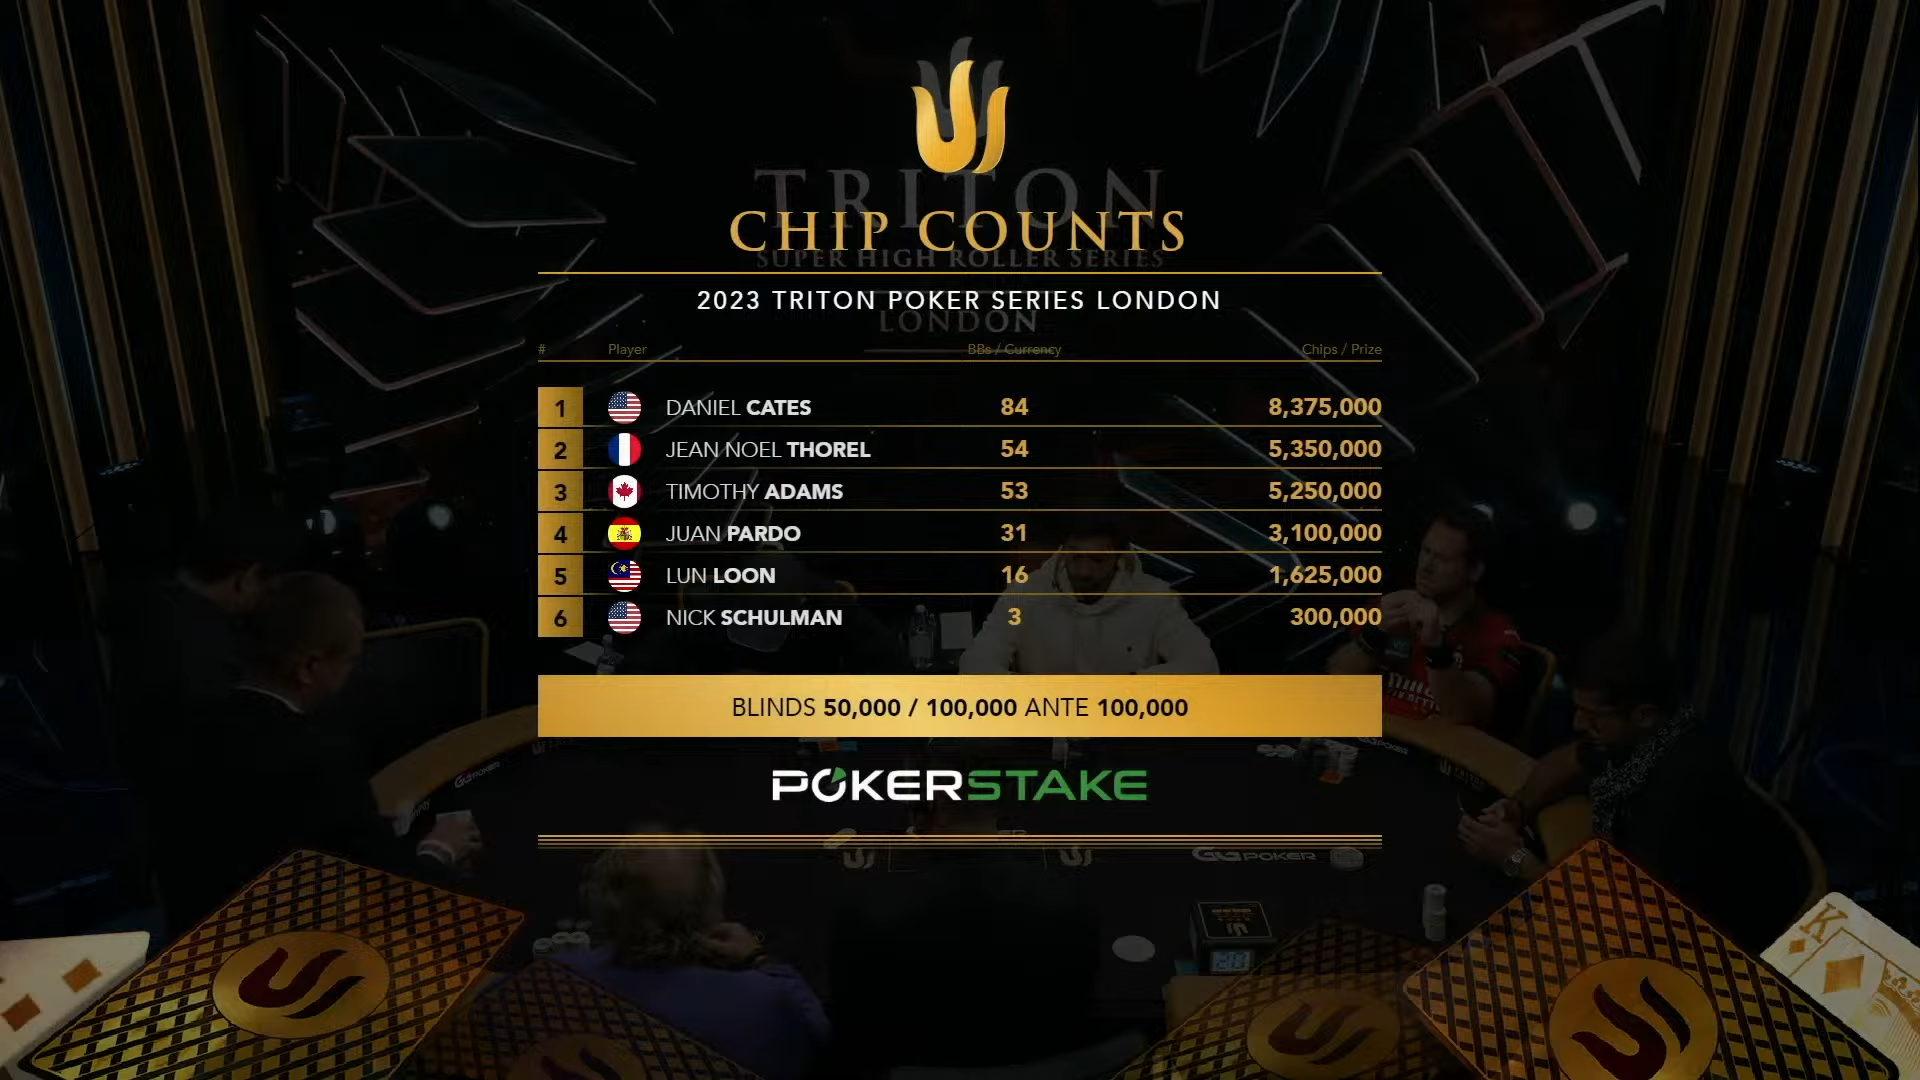 TRITON
CHIP COUNTS
SUPER HIGH ROLLER SERIES
2023 TRITON POKER SERIES LONDON
LONDON
# Player BBs / Currency Chips / Prize
1 DANIEL CATES 84 8,375,000
2 JEAN NOEL THOREL 54 5,350,000
3 TIMOTHY ADAMS 53 5,250,000
4 JUAN PARDO 31 3,100,000
5 LUN LOON 16 1,625,000
6 NICK SCHULMAN 3 300,000
BLINDS 50,000 / 100,000 ANTE 100,000
GGPOKER
POKERSTAKE
GGPOKER
K
20